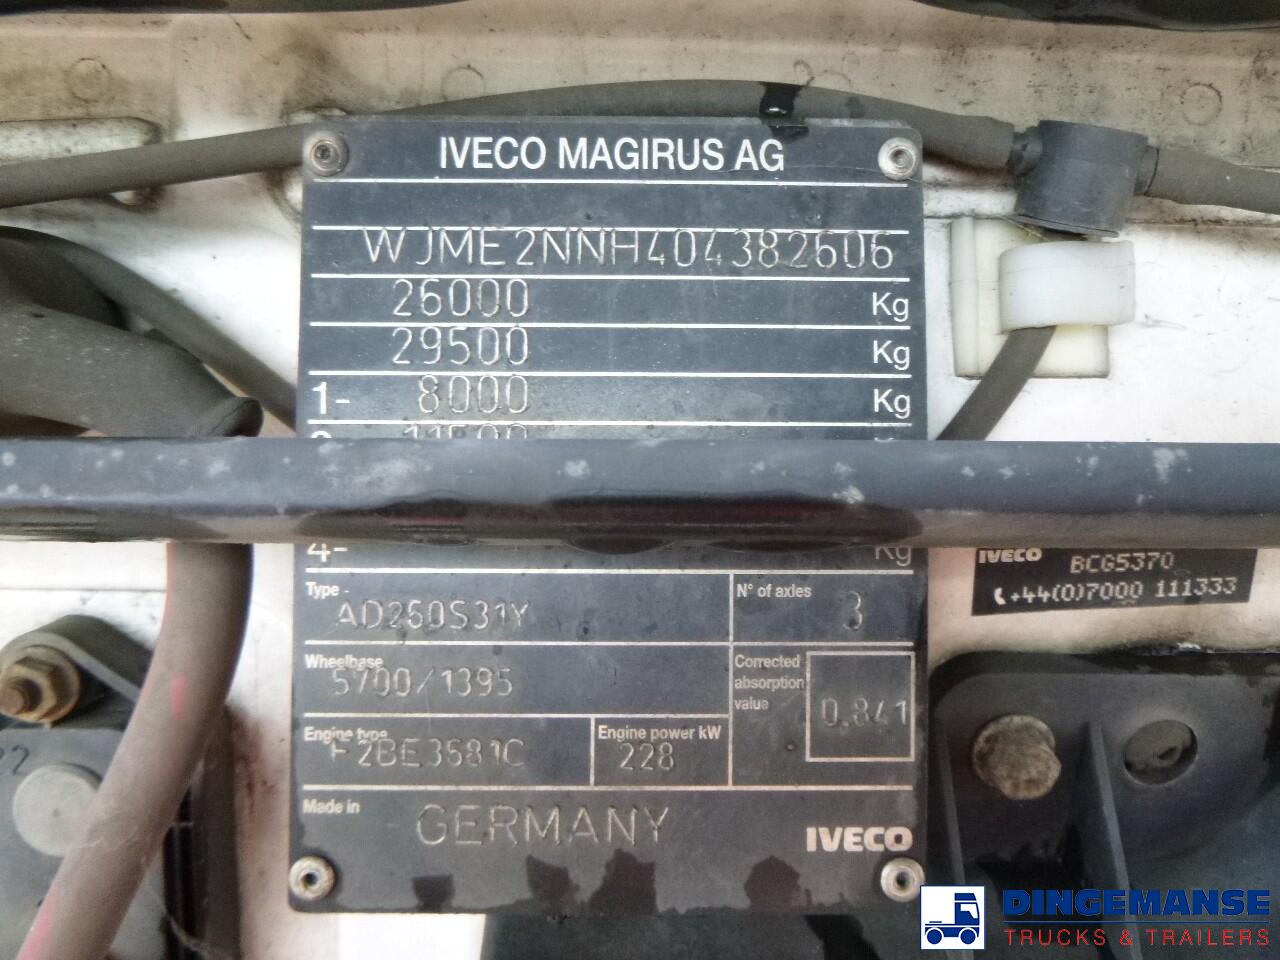 IVECO MAGIRUS AG
WJME2NNH404382606
26000 Kg
29500 Kg
1- 8000 Kg
4- Kg
Type - N° of axles
AD260S31Y 3
Wheelbase Corrected absorption value
5700/1395 0.841
Engine type Engine power kW
F2BE3681C 228
Made in
GERMANY IVECO
IVECO BCG5370
+44(0)7000 111333
DINGEMANSE
TRUCKS & TRAILERS